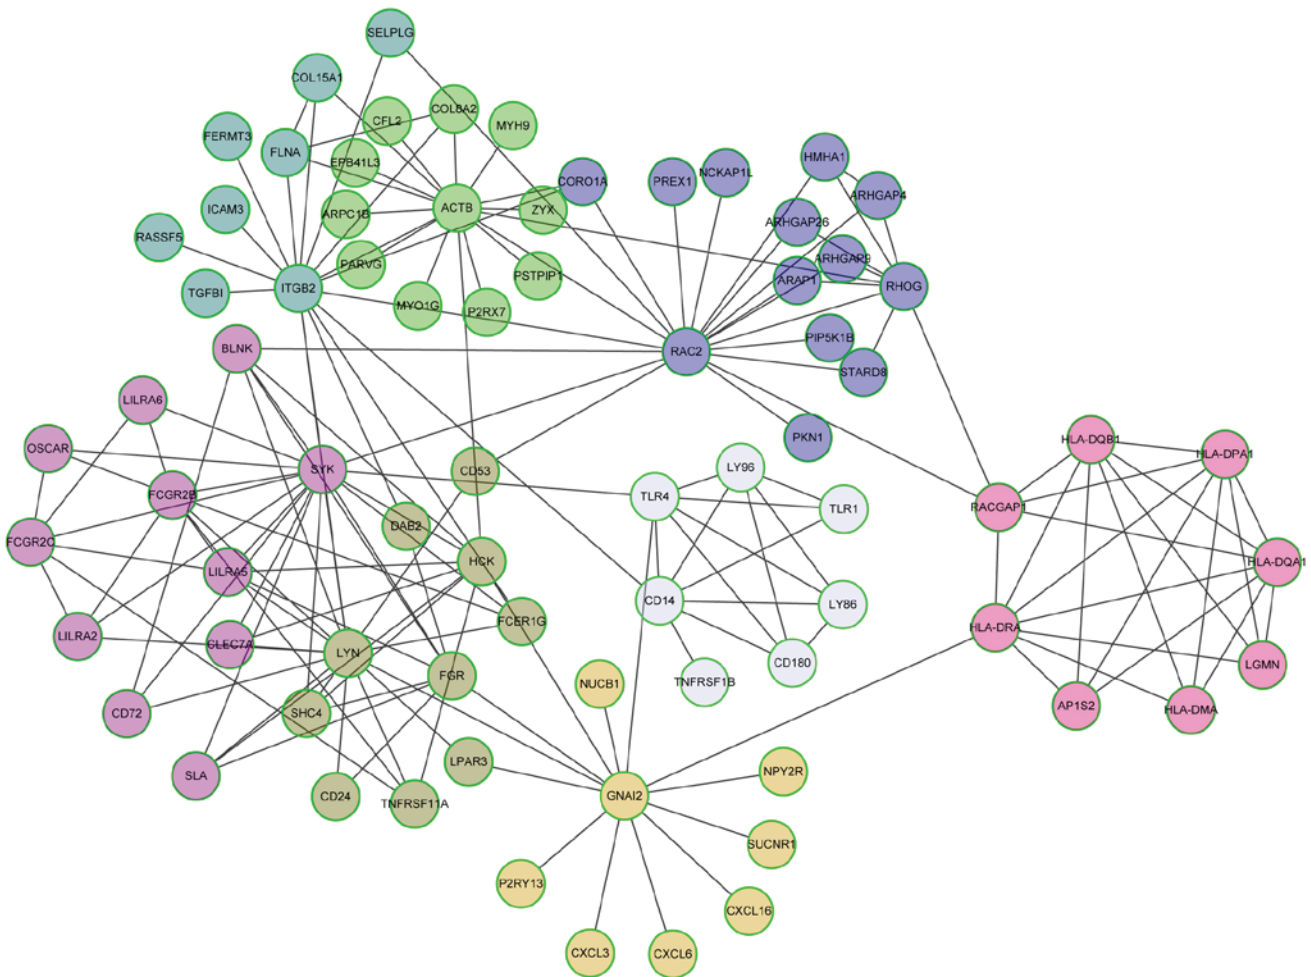 SELPLG
COL15A1
COL8A2
CFL2
MYH9
FERMT3
FLNA
EPB41L3
HMHA1
NCKAP1L
PREX1
CORO1A
ARHGAP4
ICAM3
ARPC1B
ACTB
ZYX
ARHGAP26
RASSF5
PARVG
ARHGAP9
PSTPIP1
ARAP1
RHOG
TGFBI
ITGB2
MYO1G
P2RX7
PIP5K1B
BLNK
RAC2
STARD8
LILRA6
PKN1
HLA-DQB1
OSCAR
HLA-DPA1
SYK
CD53
LY96
FCGR2B
TLR4
TLR1
RACGAP1
DAB2
FCGR2C
HCK
HLA-DQA1
LILRA5
CD14
LY86
FCER1G
HLA-DRA
LILRA2
CLEC7A
LYN
CD180
LGMN
FGR
NUCB1
TNFRSF1B
AP1S2
HLA-DMA
CD72
SHC4
LPAR3
NPY2R
SLA
CD24
TNFRSF11A
GNAI2
SUCNR1
P2RY13
CXCL16
CXCL3
CXCL6